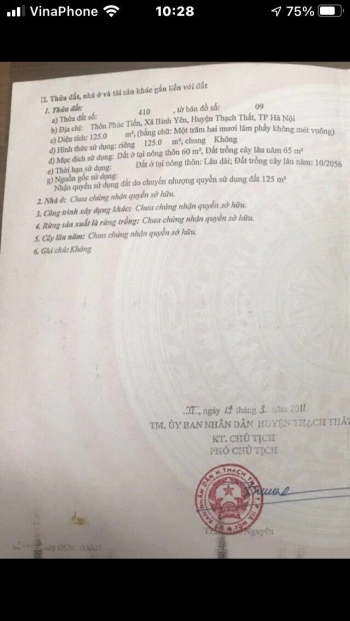 VinaPhone 10:28 75%
II. Thửa đất, nhà ở và tài sản khác gắn liền với đất
1. Thửa đất:
a) Thửa đất số: 410 , tờ bản đồ số: 09
b) Địa chỉ: Thôn Phúc Tiến, Xã Bình Yên, Huyện Thạch Thất, TP Hà Nội
c) Diện tích: 125.0 m², (bằng chữ: Một trăm hai mươi lăm phẩy không mét vuông)
d) Hình thức sử dụng: riêng 125.0 m², chung Không
đ) Mục đích sử dụng: Đất ở tại nông thôn 60 m², Đất trồng cây lâu năm 65 m²
e) Thời hạn sử dụng: Đất ở tại nông thôn: Lâu dài; Đất trồng cây lâu năm: 10/2056
g) Nguồn gốc sử dụng:
Nhận quyền sử dụng đất do chuyển nhượng quyền sử dụng đất 125 m²
2. Nhà ở: Chưa chứng nhận quyền sở hữu.
3. Công trình xây dựng khác: Chưa chứng nhận quyền sở hữu.
4. Rừng sản xuất là rừng trồng: Chưa chứng nhận quyền sở hữu.
5. Cây lâu năm: Chưa chứng nhận quyền sở hữu.
6. Ghi chú: Không
ngày 19 tháng 3 năm 2011
TM. ỦY BAN NHÂN DÂN HUYỆN THẠCH THẤT
KT. CHỦ TỊCH
PHÓ CHỦ TỊCH
Nguyên